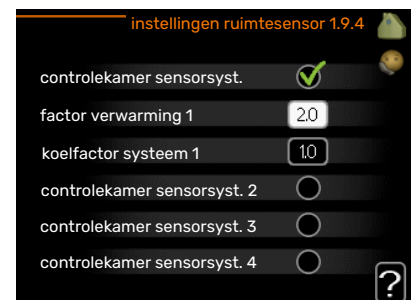 instellingen ruimtesensor 1.9.4
controlekamer sensorsyst.
factor verwarming 1 2.0
koelfactor systeem 1 1.0
controlekamer sensorsyst. 2
controlekamer sensorsyst. 3
controlekamer sensorsyst. 4
?